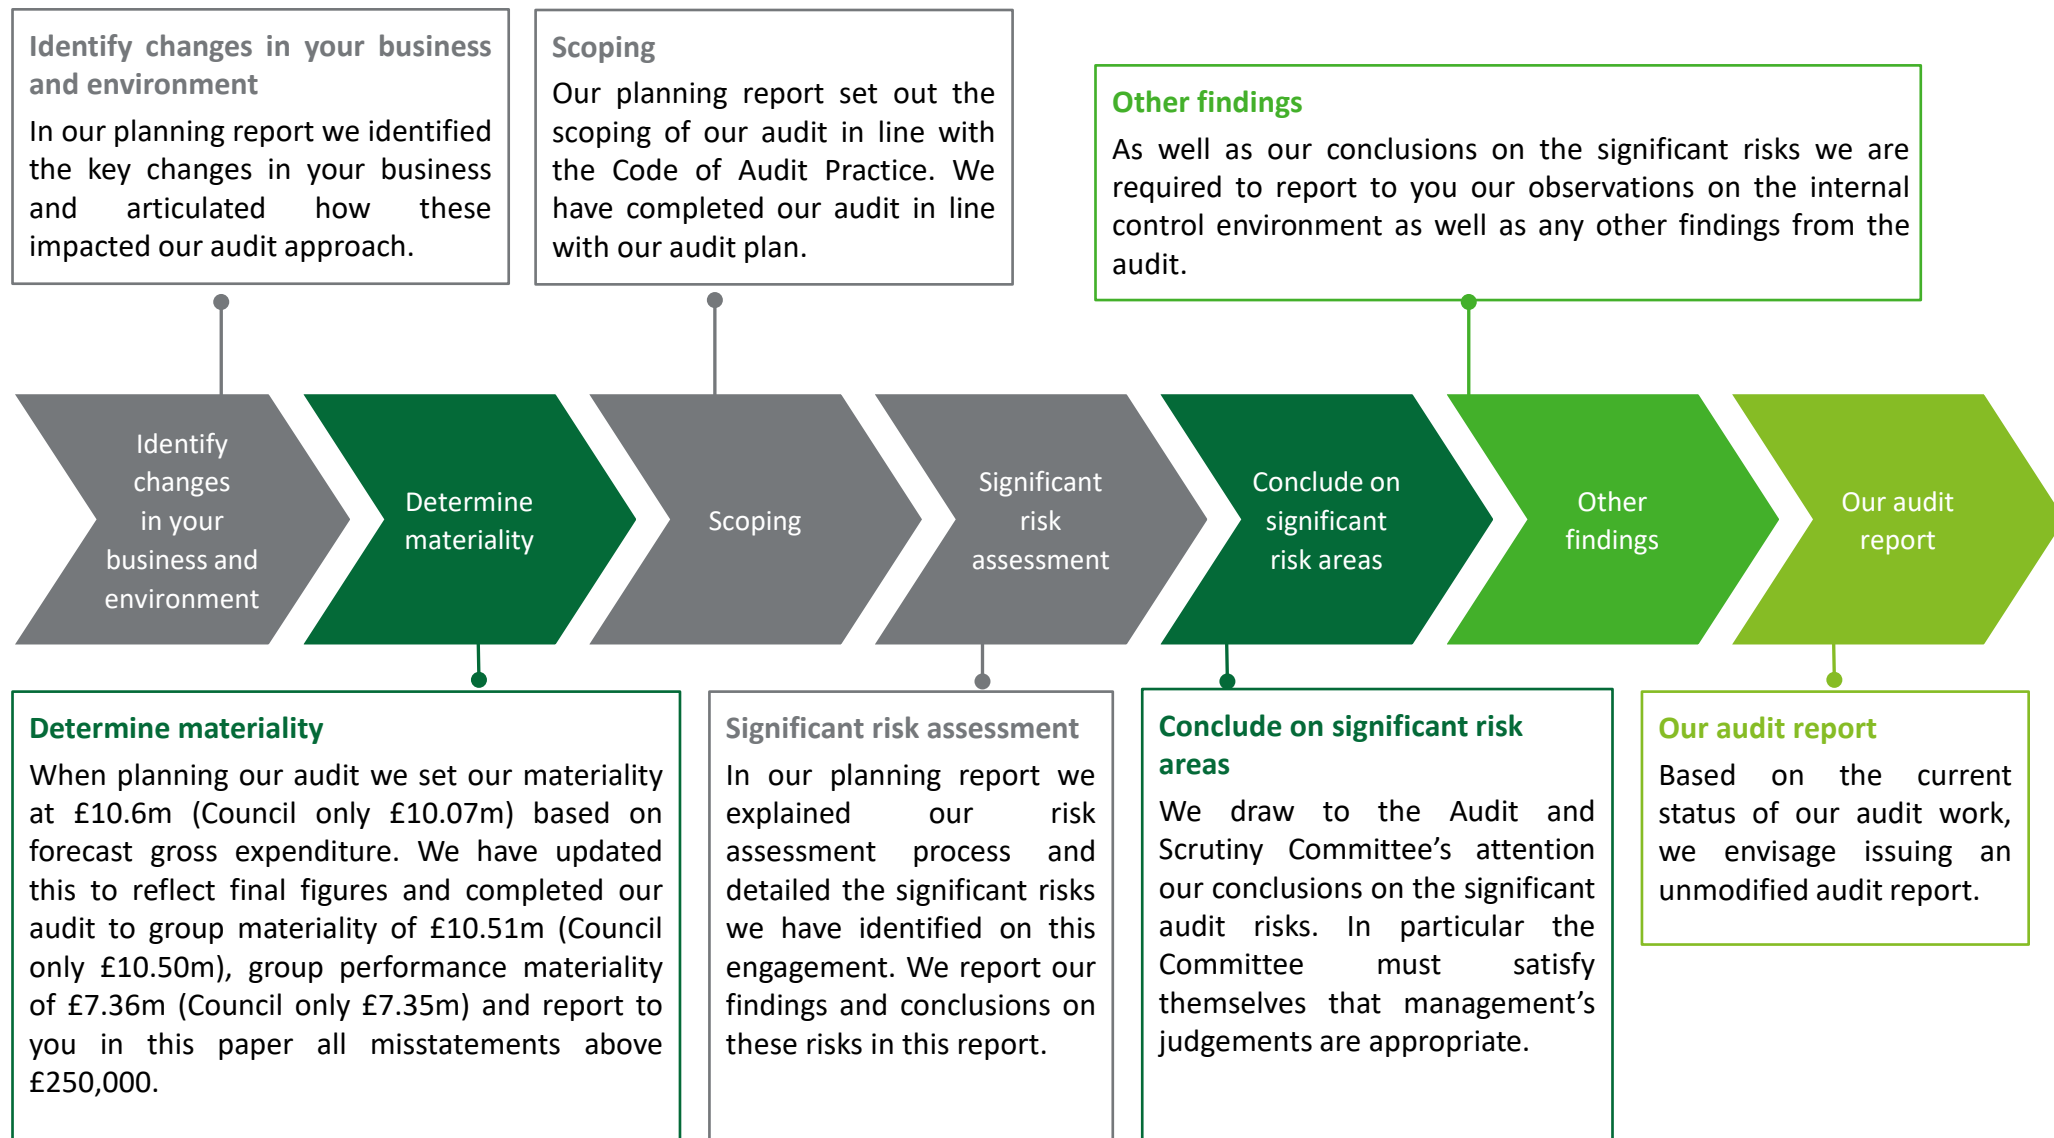 Identify changes in your business
and environment
In our planning report we identified
the key changes in your business
and articulated how these
impacted our audit approach.
Scoping
Our planning report set out the
scoping of our audit in line with
the Code of Audit Practice. We
have completed our audit in line
with our audit plan.
Other findings
As well as our conclusions on the significant risks we are
required to report to you our observations on the internal
control environment as well as any other findings from the
audit.
Identify
changes
in your
business and
environment
Determine
materiality
Scoping
Significant
risk
assessment
Conclude on
significant
risk areas
Other
findings
Our audit
report
Determine materiality
When planning our audit we set our materiality
at £10.6m (Council only £10.07m) based on
forecast gross expenditure. We have updated
this to reflect final figures and completed our
audit to group materiality of £10.51m (Council
only £10.50m), group performance materiality
of £7.36m (Council only £7.35m) and report to
you in this paper all misstatements above
£250,000.
Significant risk assessment
In our planning report we
explained our risk
assessment process and
detailed the significant risks
we have identified on this
engagement. We report our
findings and conclusions on
these risks in this report.
Conclude on significant risk
areas
We draw to the Audit and
Scrutiny Committee’s attention
our conclusions on the significant
audit risks. In particular the
Committee must satisfy
themselves that management’s
judgements are appropriate.
Our audit report
Based on the current
status of our audit work,
we envisage issuing an
unmodified audit report.